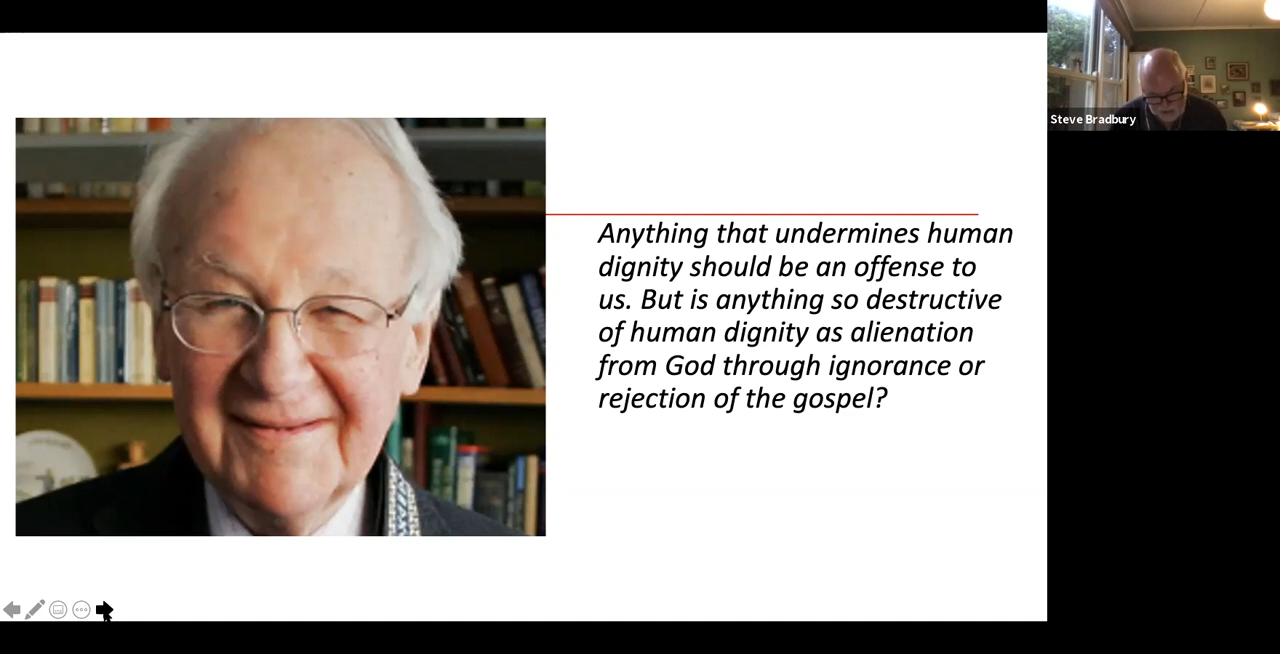 Anything that undermines human
dignity should be an offense to
us. But is anything so destructive
of human dignity as alienation
from God through ignorance or
rejection of the gospel?
Steve Bradbury